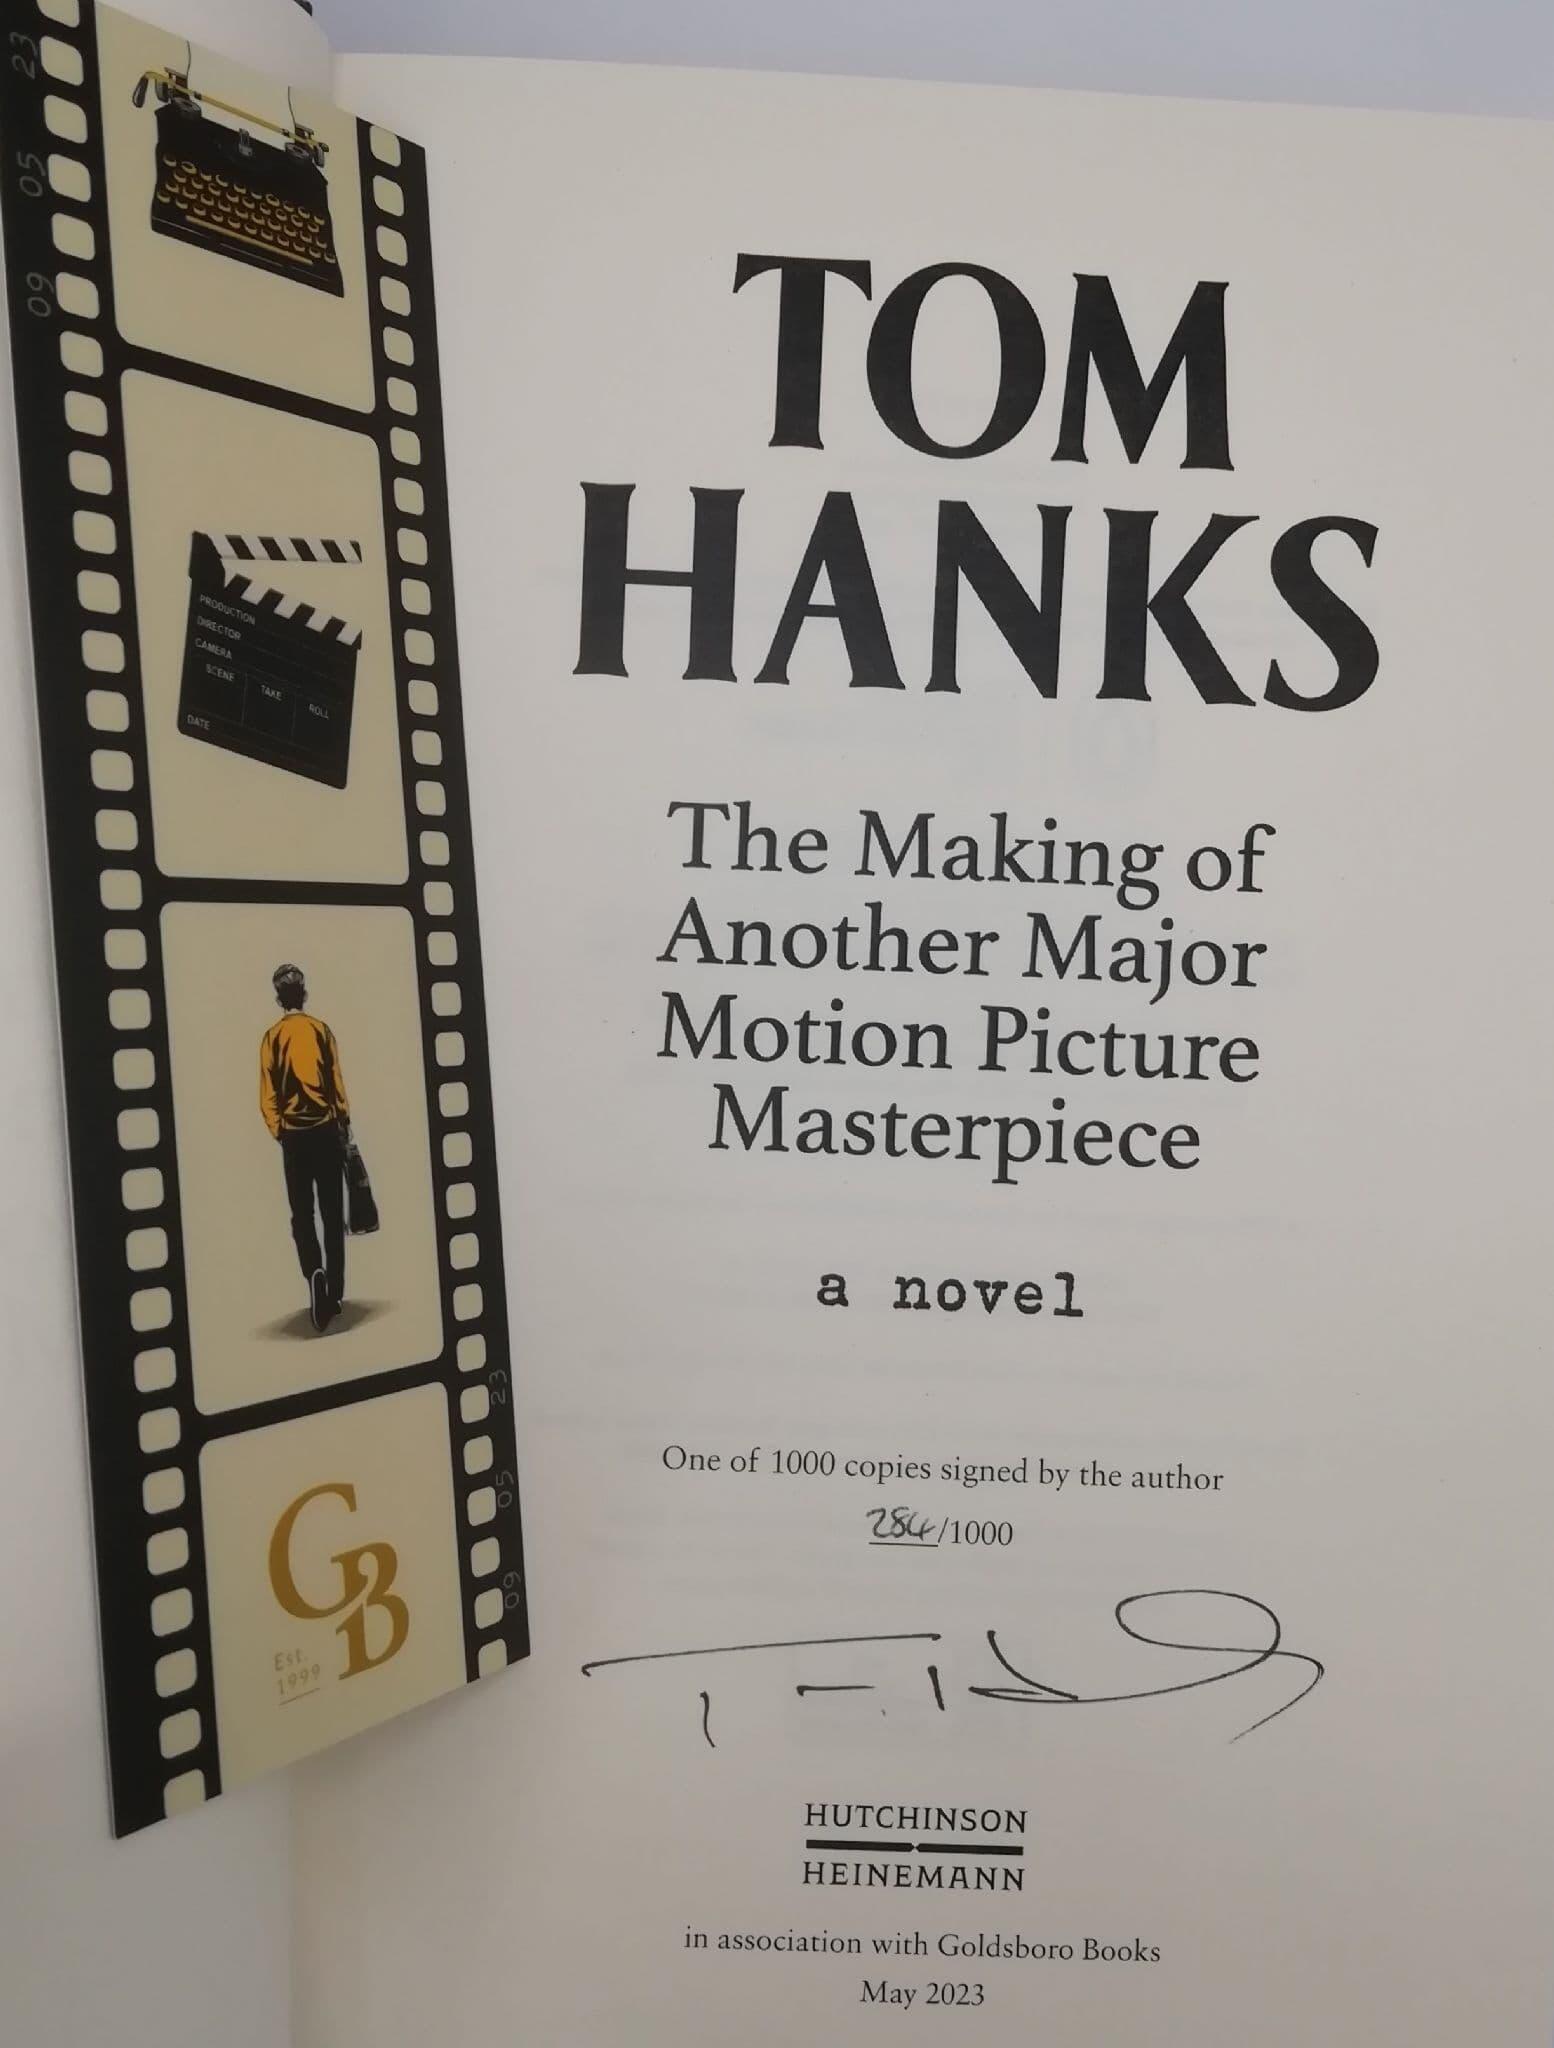 23
05
09
PRODUCTION
DIRECTOR
CAMERA
SCENE TAKE ROLL
DATE
23
05
09
GB
Est.
1999
TOM
HANKS
The Making of
Another Major
Motion Picture
Masterpiece
a novel
One of 1000 copies signed by the author
284/1000
HUTCHINSON
HEINEMANN
in association with Goldsboro Books
May 2023